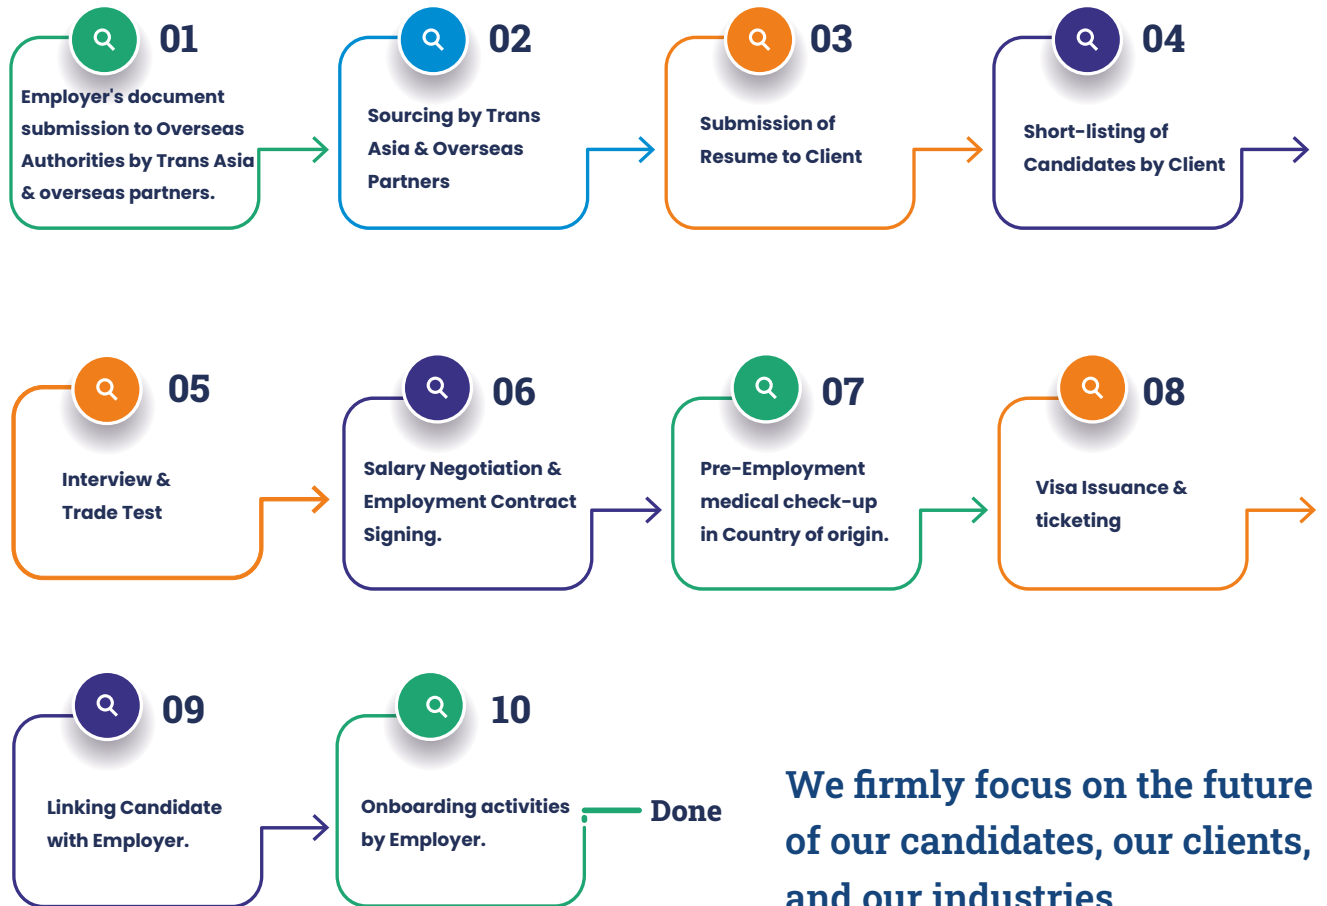 01
Employer's document
submission to Overseas
Authorities by Trans Asia
& overseas partners.
02
Sourcing by Trans
Asia & Overseas
Partners
03
Submission of
Resume to Client
04
Short-listing of
Candidates by Client
05
Interview &
Trade Test
06
Salary Negotiation &
Employment Contract
Signing.
07
Pre-Employment
medical check-up
in Country of origin.
08
Visa Issuance &
ticketing
09
Linking Candidate
with Employer.
10
Onboarding activities
by Employer.
Done
We firmly focus on the future
of our candidates, our clients,
and our industries